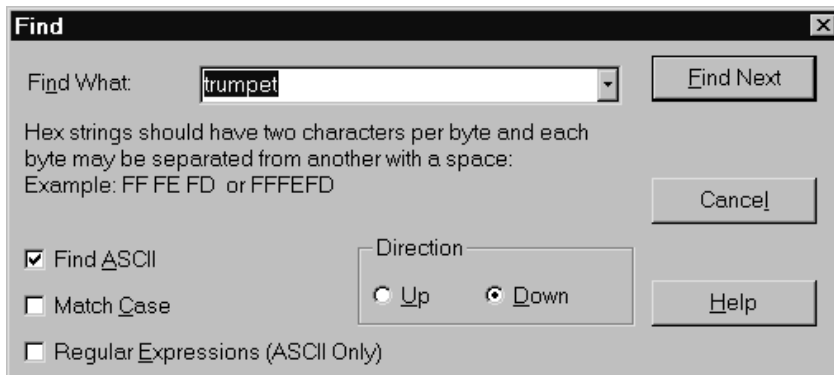 Find
Find What: trumpet Find Next
Hex strings should have two characters per byte and each
byte may be separated from another with a space:
Example: FF FE FD or FFFEFD
Cancel
Find ASCII
Direction
Match Case
Up Down
Help
Regular Expressions (ASCII Only)